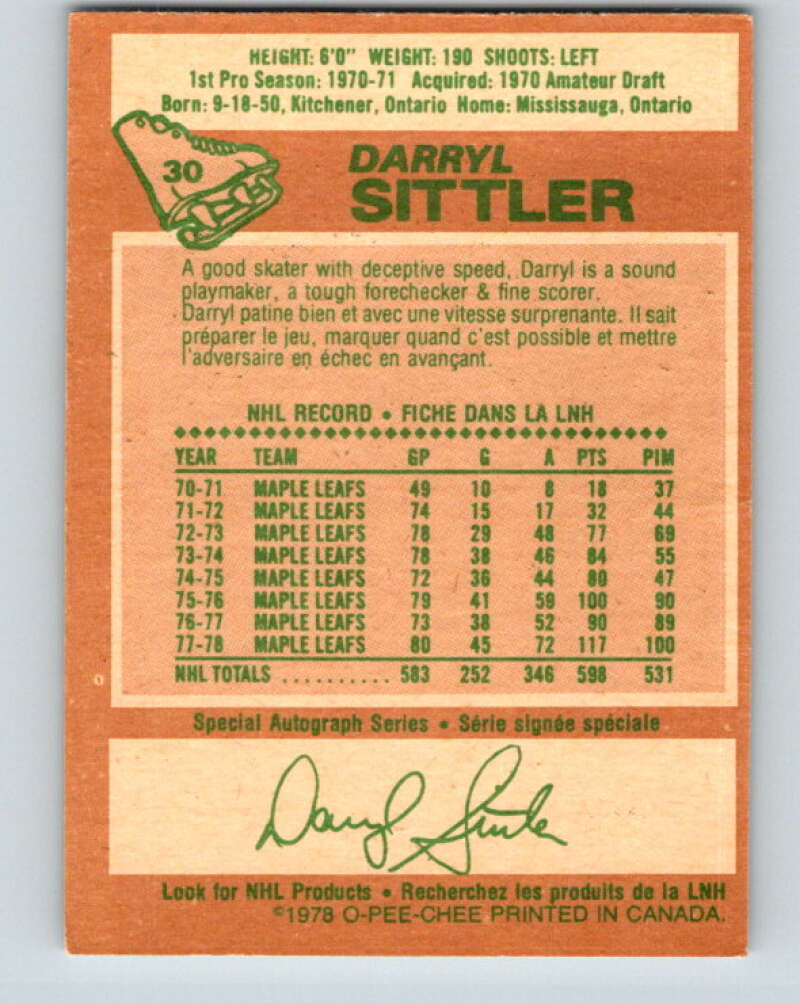 HEIGHT: 6'0" WEIGHT: 190 SHOOTS: LEFT
1st Pro Season: 1970-71 Acquired: 1970 Amateur Draft
Born: 9-18-50, Kitchener, Ontario Home: Mississauga, Ontario
30
DARRYL
SITTLER
A good skater with deceptive speed, Darryl is a sound
playmaker, a tough forechecker & fine scorer.
Darryl patine bien et avec une vitesse surprenante. Il sait
préparer le jeu, marquer quand c'est possible et mettre
l'adversaire en échec en avançant.
NHL RECORD • FICHE DANS LA LNH
YEAR TEAM GP G A PTS PIM
70-71 MAPLE LEAFS 49 10 8 18 37
71-72 MAPLE LEAFS 74 15 17 32 44
72-73 MAPLE LEAFS 78 29 48 77 69
73-74 MAPLE LEAFS 78 38 46 84 55
74-75 MAPLE LEAFS 72 36 44 80 47
75-76 MAPLE LEAFS 79 41 59 100 90
76-77 MAPLE LEAFS 73 38 52 90 89
77-78 MAPLE LEAFS 80 45 72 117 100
NHL TOTALS .......... 583 252 346 598 531
Special Autograph Series • Série signée spéciale
Darryl Sittler
Look for NHL Products • Recherchez les produits de la LNH
©1978 O-PEE-CHEE PRINTED IN CANADA.